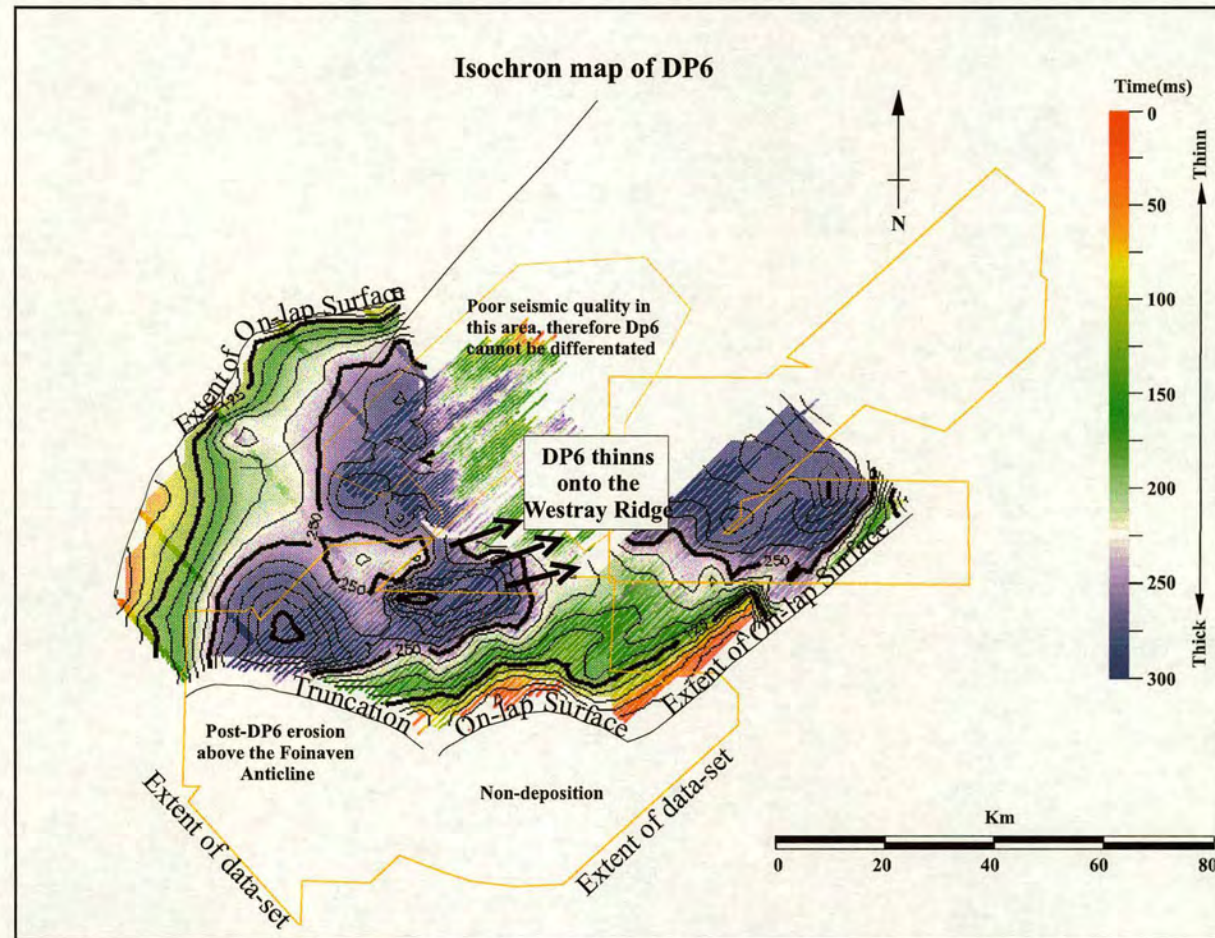 Isochron map of DP6
Time(ms)
0
50
100
150
200
250
300
Thinn
Thick
N
Extent of On-lap Surface
Poor seismic quality in
this area, therefore Dp6
cannot be differentated
DP6 thinns
onto the
Westray Ridge
125
250
250
250
250
125
Truncation
On-lap Surface
Extent of On-lap Surface
Post-DP6 erosion
above the Foinaven
Anticline
Non-deposition
Extent of data-set
Extent of data-set
Km
0
20
40
60
80